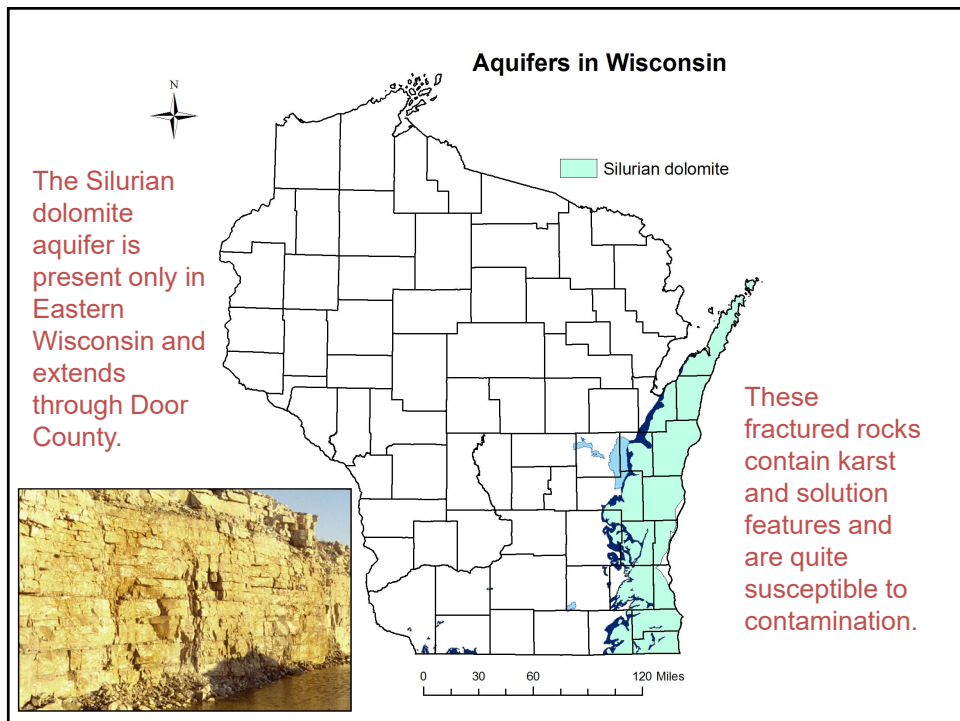 Aquifers in Wisconsin
N
Silurian dolomite
The Silurian
dolomite
aquifer is
present only in
Eastern
Wisconsin and
extends
through Door
County.
These
fractured rocks
contain karst
and solution
features and
are quite
susceptible to
contamination.
0 30 60 120 Miles